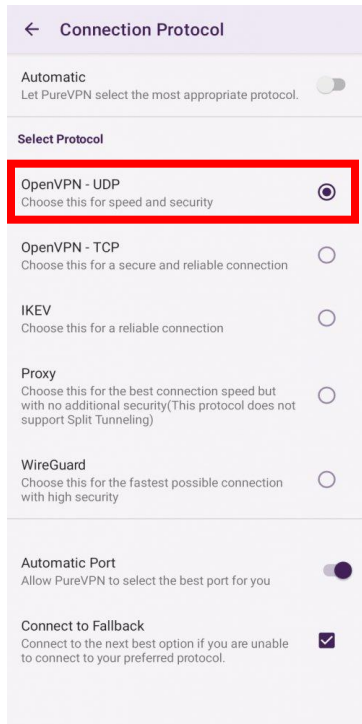 Connection Protocol
Automatic
Let PureVPN select the most appropriate protocol.
Select Protocol
OpenVPN - UDP
Choose this for speed and security
OpenVPN - TCP
Choose this for a secure and reliable connection
IKEV
Choose this for a reliable connection
Proxy
Choose this for the best connection speed but
with no additional security(This protocol does not
support Split Tunneling)
WireGuard
Choose this for the fastest possible connection
with high security
Automatic Port
Allow PureVPN to select the best port for you
Connect to Fallback
Connect to the next best option if you are unable
to connect to your preferred protocol.